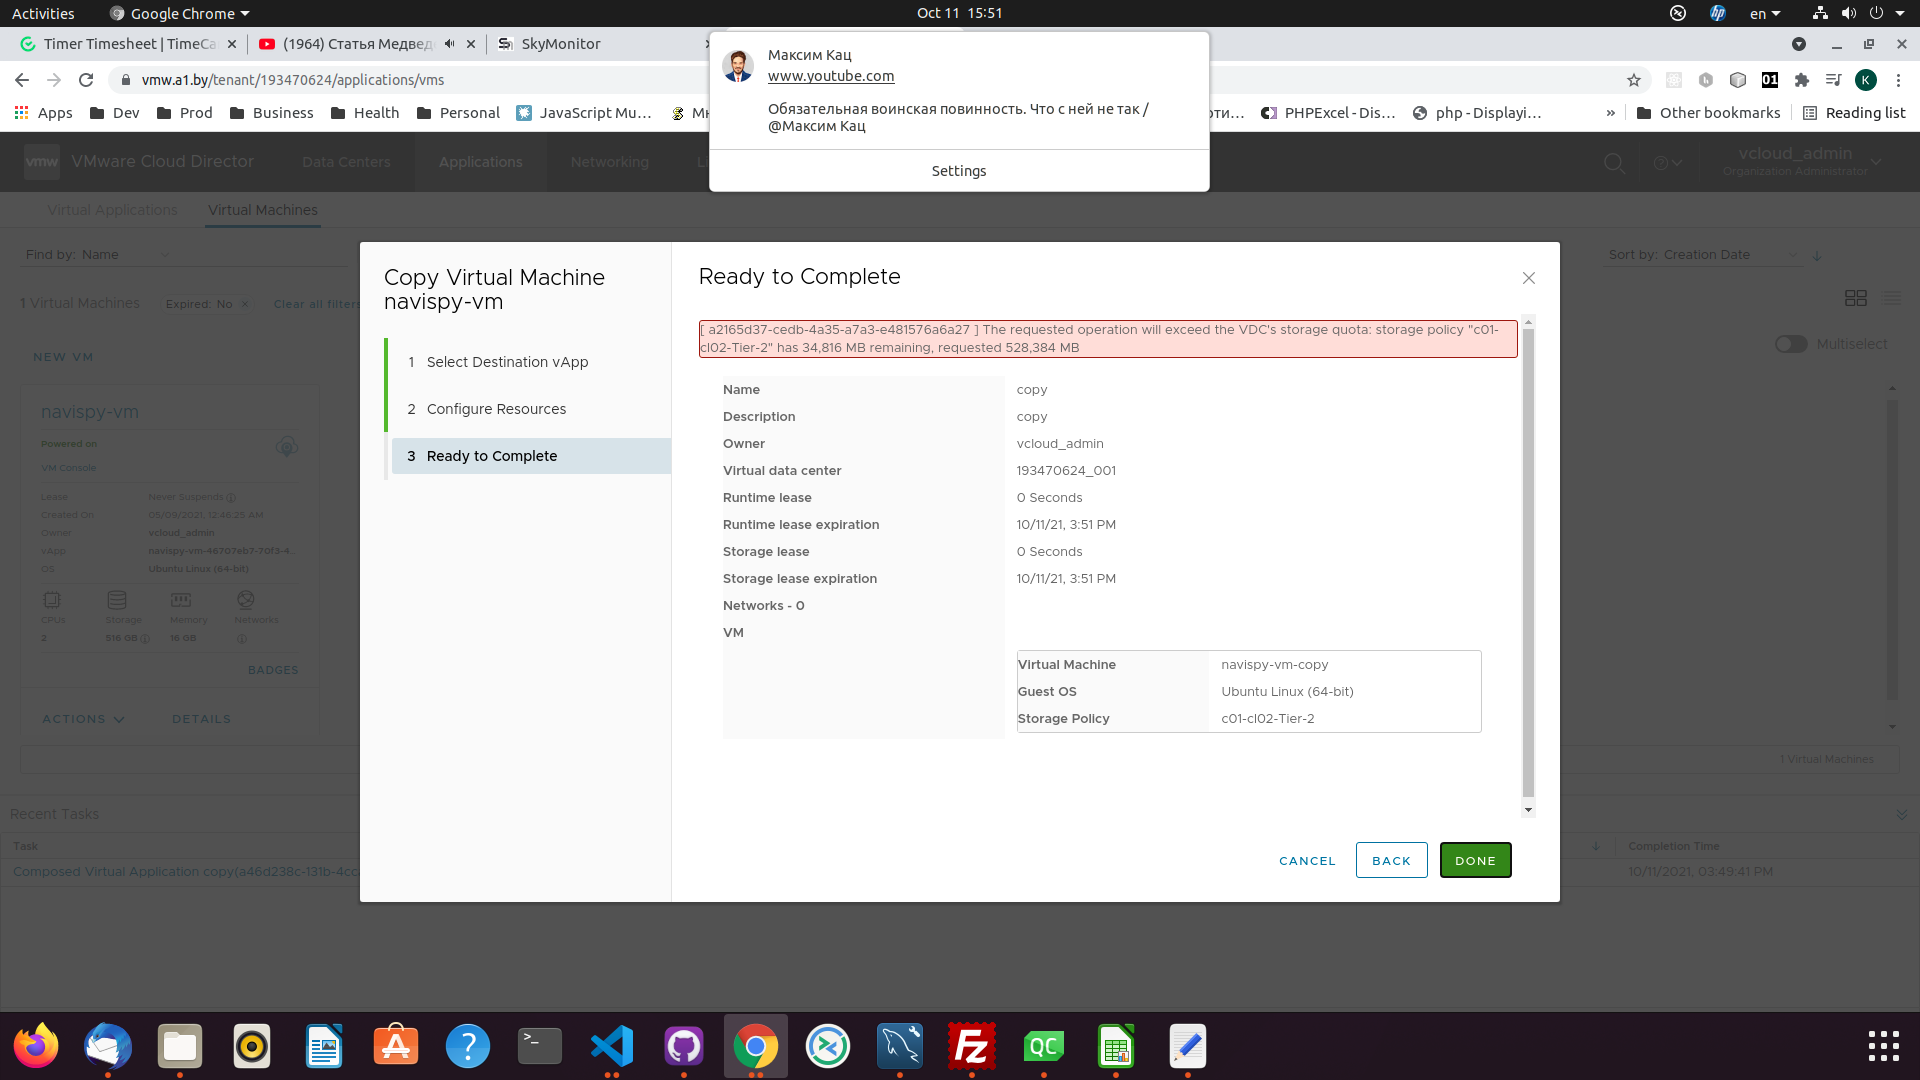 Activities
Google Chrome
Oct 11 15:51
en
Timer Timesheet | TimeCa
(1964) Статья Медвед
SkyMonitor
vmw.a1.by/tenant/193470624/applications/vms
01
K
Apps
Dev
Prod
Business
Health
Personal
JavaScript Mu...
PHPExcel - Dis...
php - Displayi...
»
Other bookmarks
Reading list
Максим Кац
www.youtube.com
Обязательная воинская повинность. Что с ней не так /
@Максим Кац
Settings
vmw
VMware Cloud Director
Data Centers
Applications
Networking
vcloud_admin
Organization Administrator
Virtual Applications
Virtual Machines
Find by: Name
Sort by: Creation Date
1 Virtual Machines
Expired: No
Clear all filters
NEW VM
Multiselect
navispy-vm
Powered on
VM Console
Lease
Never Suspends
Created On
09/09/2021, 12:46:25 AM
Owner
vcloud_admin
vApp
navispy-vm-46707eb7-70f3-4...
OS
Ubuntu Linux (64-bit)
CPUs
Storage
Memory
Networks
2
516 GB
16 GB
BADGES
ACTIONS
DETAILS
1 Virtual Machines
Recent Tasks
Task
Completion Time
Composed Virtual Application copy(a46d238c-131b-4cc
10/11/2021, 03:49:41 PM
Copy Virtual Machine
navispy-vm
1 Select Destination vApp
2 Configure Resources
3 Ready to Complete
Ready to Complete
[ a2165d37-cedb-4a35-a7a3-e481576a6a27 ] The requested operation will exceed the VDC's storage quota: storage policy "c01-
cl02-Tier-2" has 34,816 MB remaining, requested 528,384 MB
Name copy
Description copy
Owner vcloud_admin
Virtual data center 193470624_001
Runtime lease 0 Seconds
Runtime lease expiration 10/11/21, 3:51 PM
Storage lease 0 Seconds
Storage lease expiration 10/11/21, 3:51 PM
Networks - 0
VM
Virtual Machine navispy-vm-copy
Guest OS Ubuntu Linux (64-bit)
Storage Policy c01-cl02-Tier-2
CANCEL
BACK
DONE
>_
?
Fz
QC